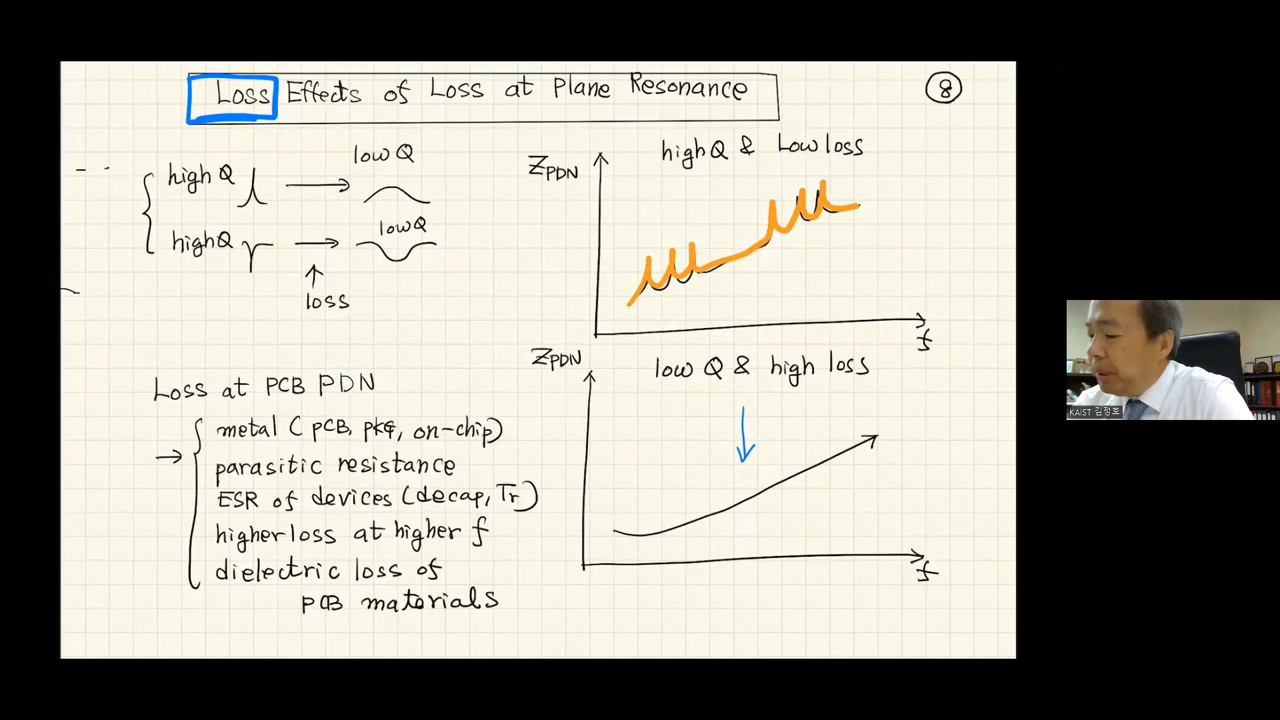 Loss Effects of Loss at Plane Resonance
8
high Q
low Q
high Q
low Q
loss
Loss at PCB PDN
metal (PCB, pkg, on-chip)
parasitic resistance
ESR of devices (decap, Tr)
higher loss at higher f
dielectric loss of
PCB materials
ZPDN
high Q & Low loss
f
ZPDN
low Q & high loss
f
KAIST 김정호